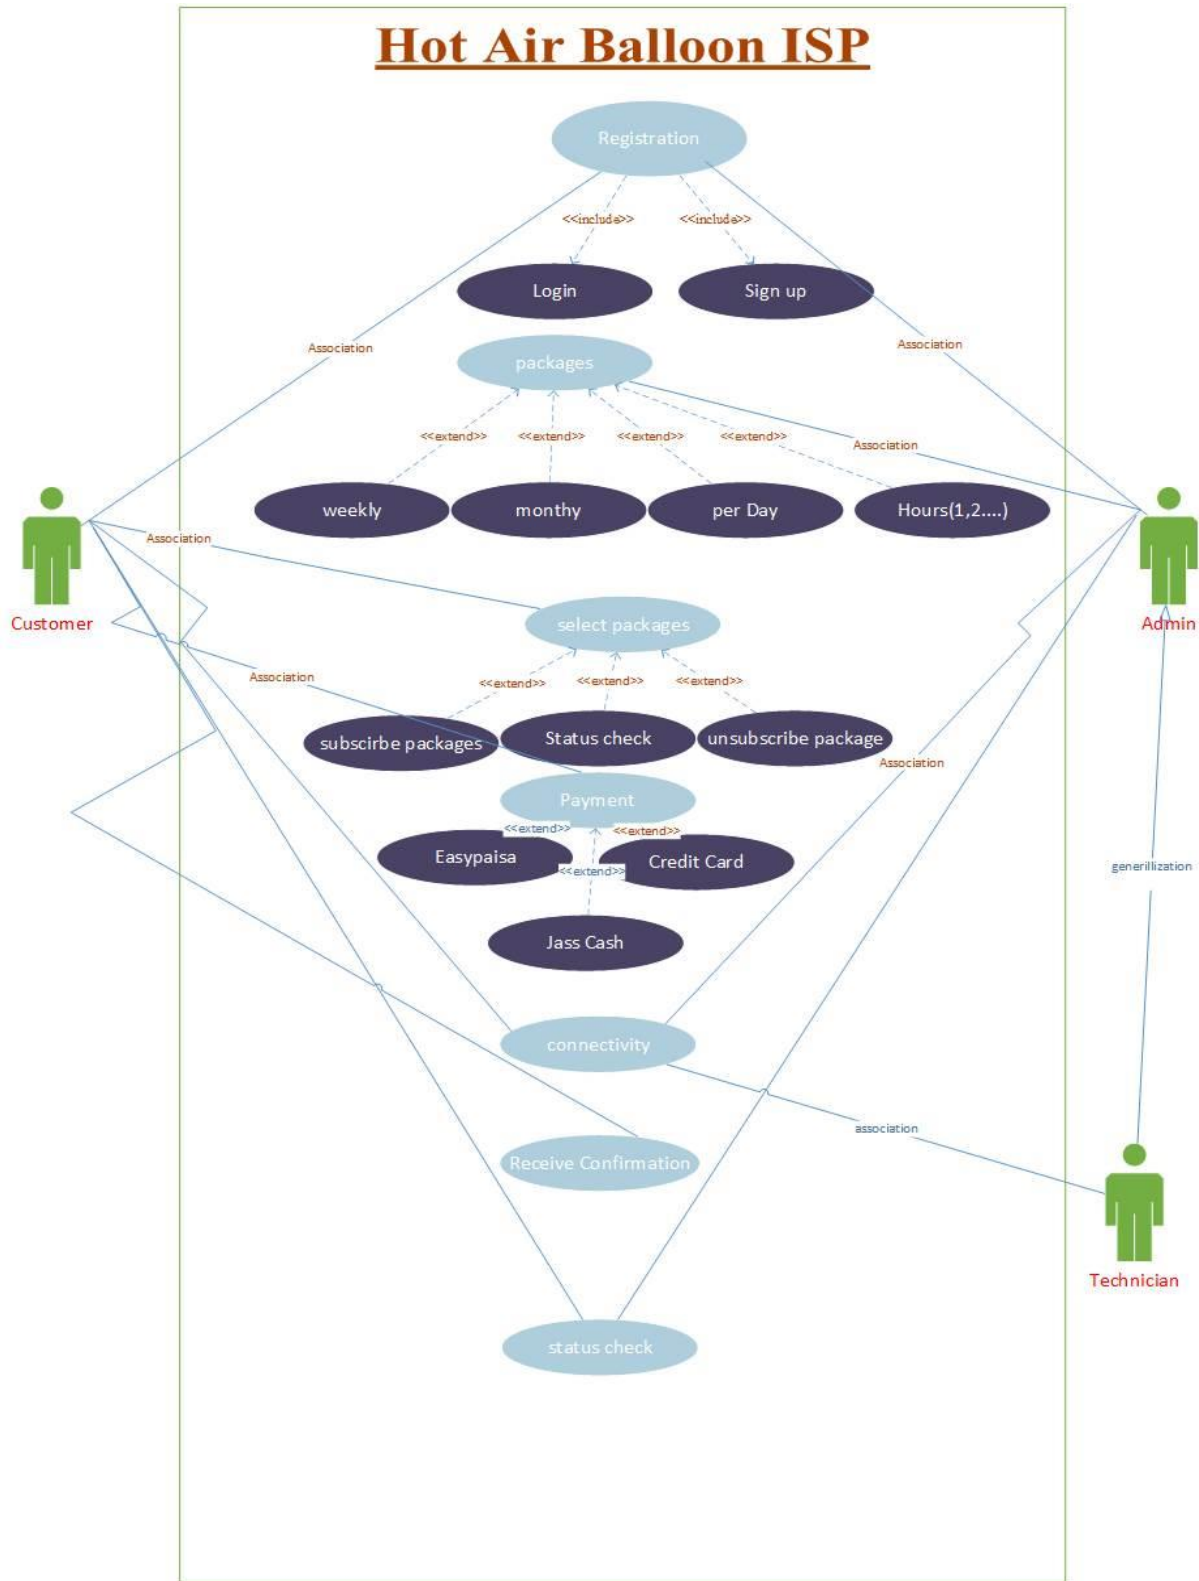 Hot Air Balloon ISP
Registration
<<include>>
<<include>>
Login
Sign up
Association
Association
packages
<<extend>>
<<extend>>
<<extend>>
<<extend>>
Association
weekly
monthy
per Day
Hours(1,2....)
Association
Customer
Admin
select packages
Association
<<extend>>
<<extend>>
<<extend>>
subscirbe packages
Status check
unsubscribe package
Association
Payment
<<extend>>
<<extend>>
Easypaisa
Credit Card
<<extend>>
generillization
Jass Cash
connectivity
association
Receive Confirmation
Technician
status check